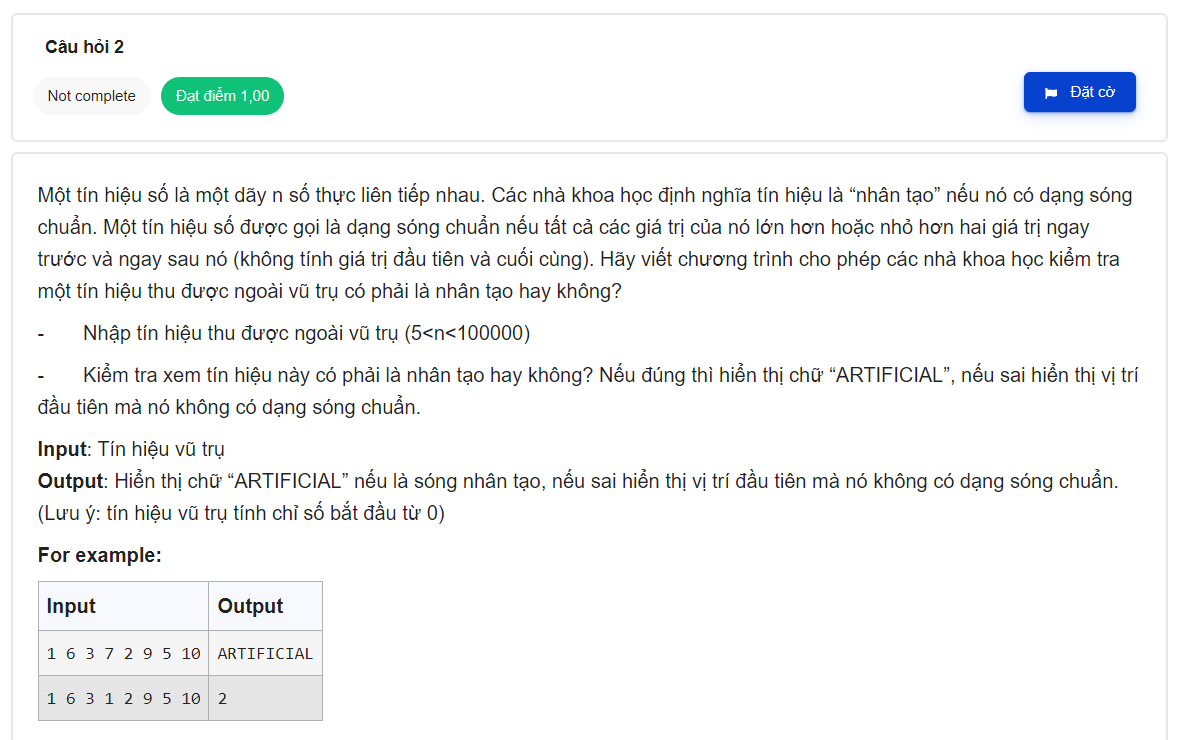 Câu hỏi 2
Not complete
Đạt điểm 1,00
Đặt cờ
Một tín hiệu số là một dãy n số thực liên tiếp nhau. Các nhà khoa học định nghĩa tín hiệu là “nhân tạo” nếu nó có dạng sóng
chuẩn. Một tín hiệu số được gọi là dạng sóng chuẩn nếu tất cả các giá trị của nó lớn hơn hoặc nhỏ hơn hai giá trị ngay
trước và ngay sau nó (không tính giá trị đầu tiên và cuối cùng). Hãy viết chương trình cho phép các nhà khoa học kiểm tra
một tín hiệu thu được ngoài vũ trụ có phải là nhân tạo hay không?
- Nhập tín hiệu thu được ngoài vũ trụ (5<n<100000)
- Kiểm tra xem tín hiệu này có phải là nhân tạo hay không? Nếu đúng thì hiển thị chữ “ARTIFICIAL”, nếu sai hiển thị vị trí
đầu tiên mà nó không có dạng sóng chuẩn.
Input: Tín hiệu vũ trụ
Output: Hiển thị chữ “ARTIFICIAL” nếu là sóng nhân tạo, nếu sai hiển thị vị trí đầu tiên mà nó không có dạng sóng chuẩn.
(Lưu ý: tín hiệu vũ trụ tính chỉ số bắt đầu từ 0)
For example:
Input Output
1 6 3 7 2 9 5 10 ARTIFICIAL
1 6 3 1 2 9 5 10 2